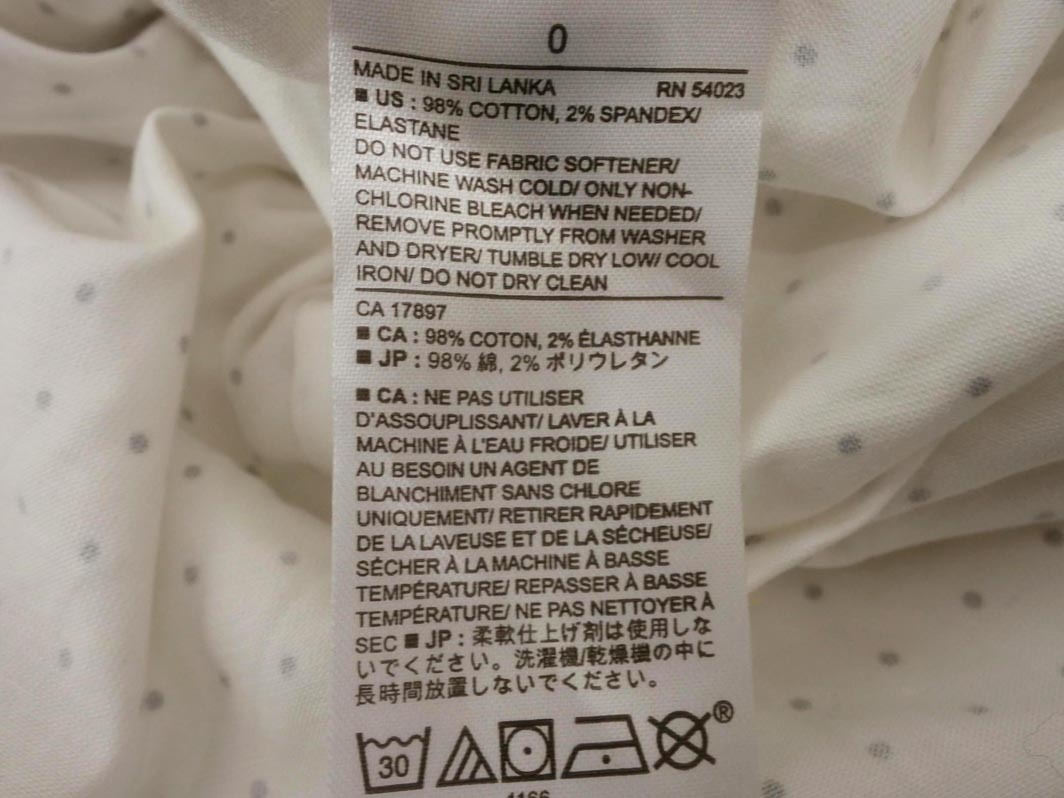 0
MADE IN SRI LANKA RN 54023
■ US : 98% COTTON, 2% SPANDEX/
ELASTANE
DO NOT USE FABRIC SOFTENER/
MACHINE WASH COLD/ ONLY NON-
CHLORINE BLEACH WHEN NEEDED/
REMOVE PROMPTLY FROM WASHER
AND DRYER/ TUMBLE DRY LOW/ COOL
IRON/ DO NOT DRY CLEAN
CA 17897
■ CA : 98% COTON, 2% ÉLASTHANNE
■ JP : 98% 綿, 2% ポリウレタン
■ CA : NE PAS UTILISER
D'ASSOUPLISSANT/ LAVER À LA
MACHINE À L'EAU FROIDE/ UTILISER
AU BESOIN UN AGENT DE
BLANCHIMENT SANS CHLORE
UNIQUEMENT/ RETIRER RAPIDEMENT
DE LA LAVEUSE ET DE LA SÉCHEUSE/
SÉCHER À LA MACHINE À BASSE
TEMPÉRATURE/ REPASSER À BASSE
TEMPÉRATURE/ NE PAS NETTOYER À
SEC ■ JP : 柔軟仕上げ剤は使用しな
いでください。洗濯機/乾燥機の中に
長時間放置しないでください。
30 ®